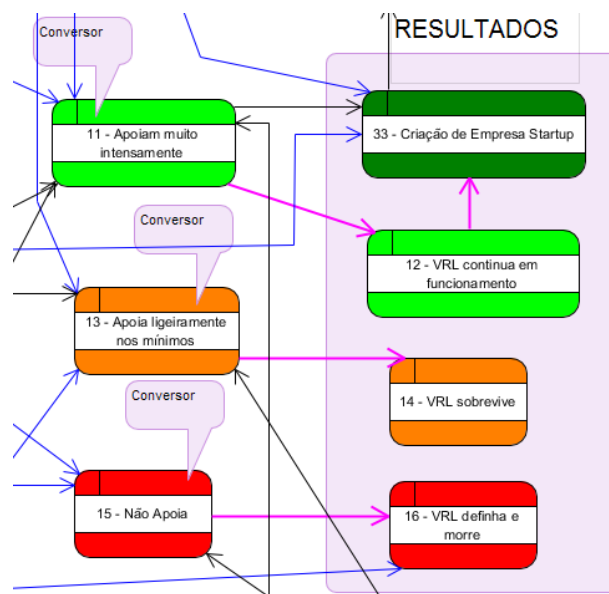 RESULTADOS
Conversor
11 - Apoiam muito
intensamente
33 - Criação de Empresa Startup
Conversor
12 - VRL continua em
funcionamento
13 - Apoia ligeiramente
nos mínimos
Conversor
14 - VRL sobrevive
15 - Não Apoia
16 - VRL definha e
morre